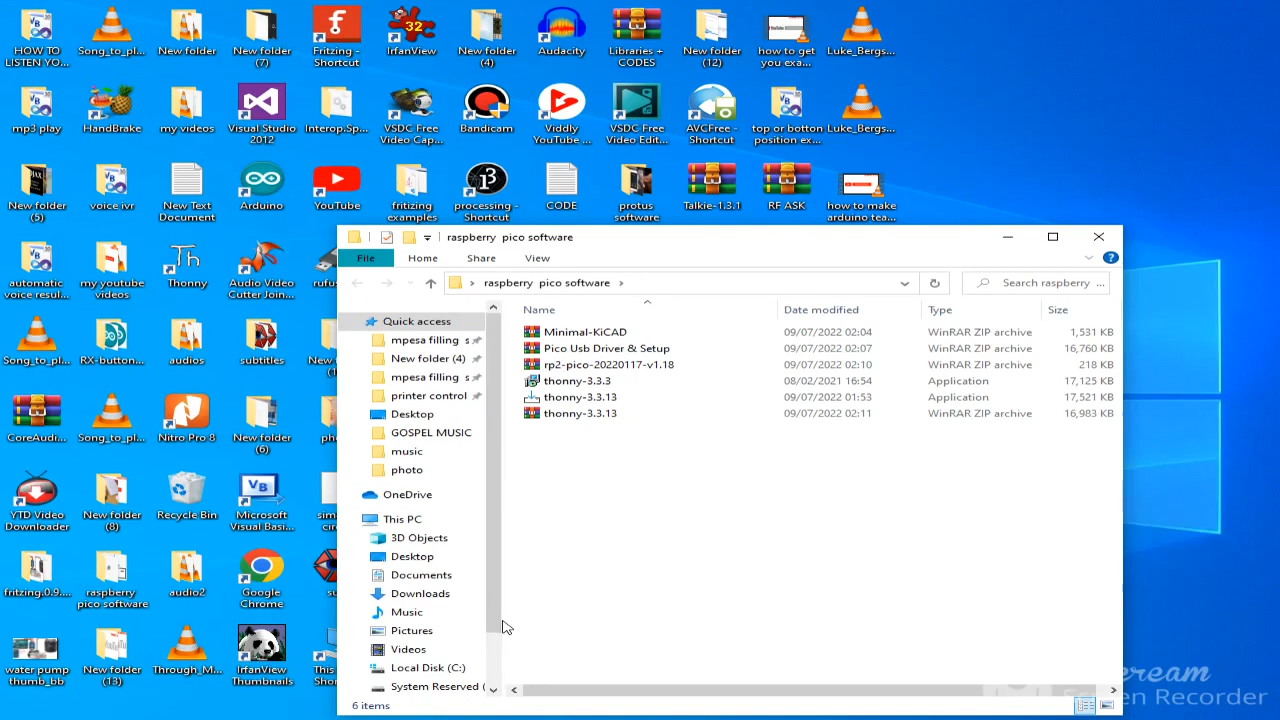 HOW TO LISTEN YO...
Song_to_pl...
New folder
New folder (7)
Fritzing - Shortcut
IrfanView
New folder (4)
Audacity
Libraries + CODES
New folder (12)
how to get you exa...
Luke_Bergs...
mp3 play
HandBrake
my videos
Visual Studio 2012
Interop.Sp...
VSDC Free Video Cap...
Bandicam
Viddly YouTube ...
VSDC Free Video Edit...
AVCFree - Shortcut
top or botton position ex...
Luke_Bergs...
New folder (5)
voice ivr
New Text Document
Arduino
YouTube
fritizing examples
processing - Shortcut
CODE
protus software
Talkie-1.3.1
RF ASK
how to make arduino tea...
automatic voice resul...
my youtube videos
Thonny
Audio Video Cutter Join...
rufu
Song_to_pl...
RX-button...
audios
subtitles
New f
CoreAudi...
Song_to_pl...
Nitro Pro 8
New folder (6)
YTD Video Downloader
New folder (8)
Recycle Bin
Microsoft Visual Basi...
fritzing.0.9....
raspberry pico software
audio2
Google Chrome
water pump thumb_bb
New folder (13)
Through_M...
IrfanView Thumbnails
raspberry pico software
File
Home
Share
View
raspberry pico software
Search raspberry ...
Name
Date modified
Type
Size
Minimal-KiCAD 09/07/2022 02:04 WinRAR ZIP archive 1,531 KB
Pico Usb Driver & Setup 09/07/2022 02:07 WinRAR ZIP archive 16,760 KB
rp2-pico-20220117-v1.18 09/07/2022 02:10 WinRAR ZIP archive 218 KB
thonny-3.3.3 08/02/2021 16:54 Application 17,125 KB
thonny-3.3.13 09/07/2022 01:53 Application 17,521 KB
thonny-3.3.13 09/07/2022 02:11 WinRAR ZIP archive 16,983 KB
Quick access
mpesa filling s
New folder (4)
mpesa filling s
printer control
Desktop
GOSPEL MUSIC
music
photo
OneDrive
This PC
3D Objects
Desktop
Documents
Downloads
Music
Pictures
Videos
Local Disk (C:)
System Reserved (
6 items